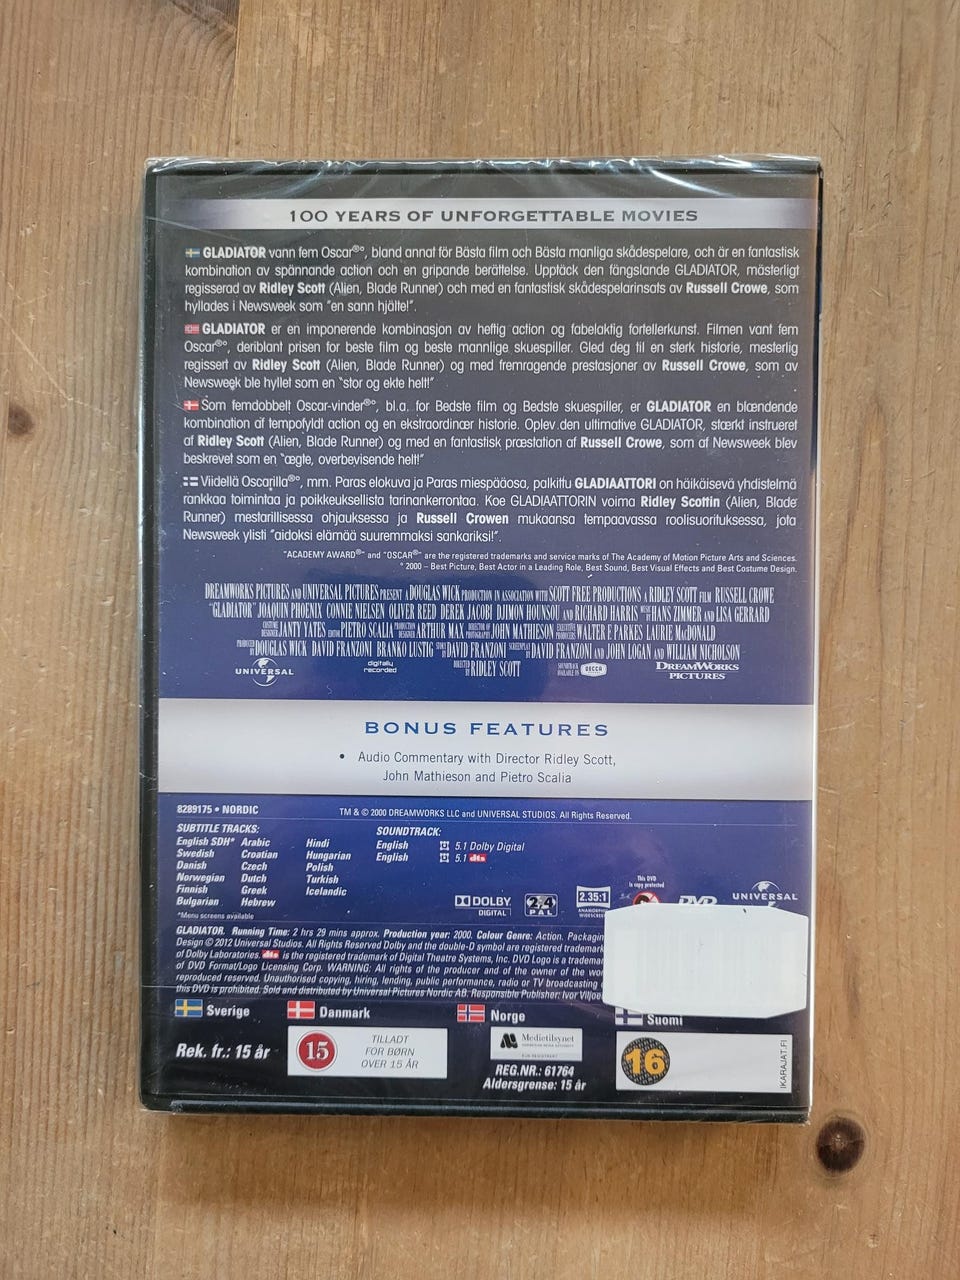 100 YEARS OF UNFORGETTABLE MOVIES
GLADIATOR vann fem Oscar®°, bland annat för Bästa film och Bästa manliga skådespelare, och är en fantastisk
kombination av spännande action och en gripande berättelse. Upptäck den fängslande GLADIATOR, mästerligt
regisserad av Ridley Scott (Alien, Blade Runner) och med en fantastisk skådespelarinsats av Russell Crowe, som
hyllades i Newsweek som "en sann hjälte!".
GLADIATOR er en imponerende kombinasjon av heftig action og fabelaktig fortellerkunst. Filmen vant fem
Oscar®°, deriblant prisen for beste film og beste mannlige skuespiller. Gled deg til en sterk historie, mesterlig
regissert av Ridley Scott (Alien, Blade Runner) og med fremragende prestasjoner av Russell Crowe, som av
Newsweek ble hyllet som en "stor og ekte helt!"
Som femdobbelt Oscar-vinder®°, bl.a. for Bedste film og Bedste skuespiller, er GLADIATOR en blændende
kombination af tempofyldt action og en ekstraordinær historie. Oplev den ultimative GLADIATOR, stærkt instrueret
af Ridley Scott (Alien, Blade Runner) og med en fantastisk præstation af Russell Crowe, som af Newsweek blev
beskrevet som en "ægte, overbevisende helt!"
Viidellä Oscarilla®°, mm. Paras elokuva ja Paras miespääosa, palkittu GLADIAATTORI on häikäisevä yhdistelmä
rankkaa toimintaa ja poikkeuksellista tarinankerrontaa. Koe GLADIAATTORIN voima Ridley Scottin (Alien, Blade
Runner) mestarillisessa ohjauksessa ja Russell Crowen mukaansa tempaavassa roolisuorituksessa, jota
Newsweek ylisti "aidoksi elämää suuremmaksi sankariksi!".
"ACADEMY AWARD®" and "OSCAR®" are the registered trademarks and service marks of The Academy of Motion Picture Arts and Sciences.
° 2000 – Best Picture, Best Actor in a Leading Role, Best Sound, Best Visual Effects and Best Costume Design.
DREAMWORKS PICTURES AND UNIVERSAL PICTURES PRESENT A DOUGLAS WICK PRODUCTION IN ASSOCIATION WITH SCOTT FREE PRODUCTIONS A RIDLEY SCOTT FILM RUSSELL CROWE
"GLADIATOR" JOAQUIN PHOENIX CONNIE NIELSEN OLIVER REED DEREK JACOBI DJIMON HOUNSOU AND RICHARD HARRIS MUSIC BY HANS ZIMMER AND LISA GERRARD
COSTUME DESIGNER JANTY YATES EDITOR PIETRO SCALIA PRODUCTION DESIGNER ARTHUR MAX DIRECTOR OF PHOTOGRAPHY JOHN MATHIESON EXECUTIVE PRODUCERS WALTER F. PARKES LAURIE MacDONALD
PRODUCED BY DOUGLAS WICK DAVID FRANZONI BRANKO LUSTIG STORY BY DAVID FRANZONI SCREENPLAY BY DAVID FRANZONI AND JOHN LOGAN AND WILLIAM NICHOLSON
UNIVERSAL
digitally recorded
DIRECTED BY RIDLEY SCOTT
SOUNDTRACK AVAILABLE ON DECCA
DREAMWORKS PICTURES
BONUS FEATURES
• Audio Commentary with Director Ridley Scott,
John Mathieson and Pietro Scalia
8289175 • NORDIC
TM & © 2000 DREAMWORKS LLC and UNIVERSAL STUDIOS. All Rights Reserved.
SUBTITLE TRACKS:
English SDH* Arabic Hindi
Swedish Croatian Hungarian
Danish Czech Polish
Norwegian Dutch Turkish
Finnish Greek Icelandic
Bulgarian Hebrew
*Menu screens available
SOUNDTRACK:
English 5.1 Dolby Digital
English 5.1 dts
DOLBY DIGITAL
2,4 PAL
2.35:1 ANAMORPHIC WIDESCREEN
This DVD is copy protected
DVD
UNIVERSAL
GLADIATOR. Running Time: 2 hrs 29 mins approx. Production year: 2000. Colour Genre: Action. Packaging
Design © 2012 Universal Studios. All Rights Reserved Dolby and the double-D symbol are registered trademarks
of Dolby Laboratories. dts is the registered trademark of Digital Theatre Systems, Inc. DVD Logo is a trademark
of DVD Format/Logo Licensing Corp. WARNING: All rights of the producer and of the owner of the
reproduced reserved. Unauthorised copying, hiring, lending, public performance, radio or TV broadcasting
this DVD is prohibited. Sold and distributed by Universal Pictures Nordic AB. Responsible Publisher: Ivor
Sverige
Danmark
Norge
Suomi
Rek. fr.: 15 år
15
TILLADT
FOR BØRN
OVER 15 ÅR
Medietilsynet
REG.NR.: 61764
Aldersgrense: 15 år
16
IKARAJAT.FI